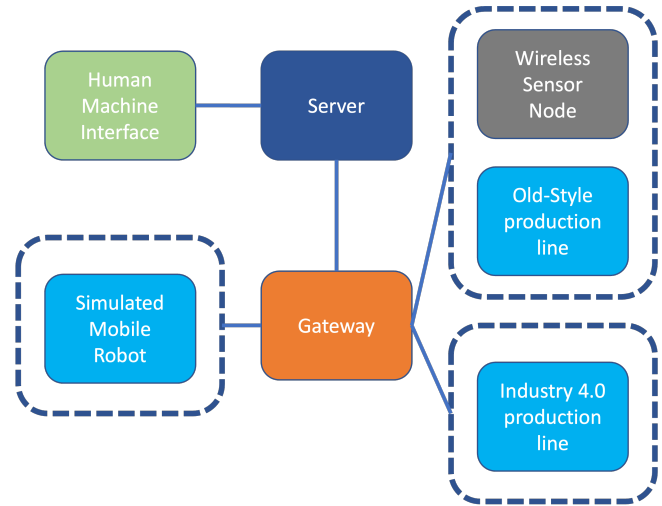 Human
Machine
Interface
Server
Wireless
Sensor
Node
Old-Style
production
line
Simulated
Mobile
Robot
Gateway
Industry 4.0
production
line